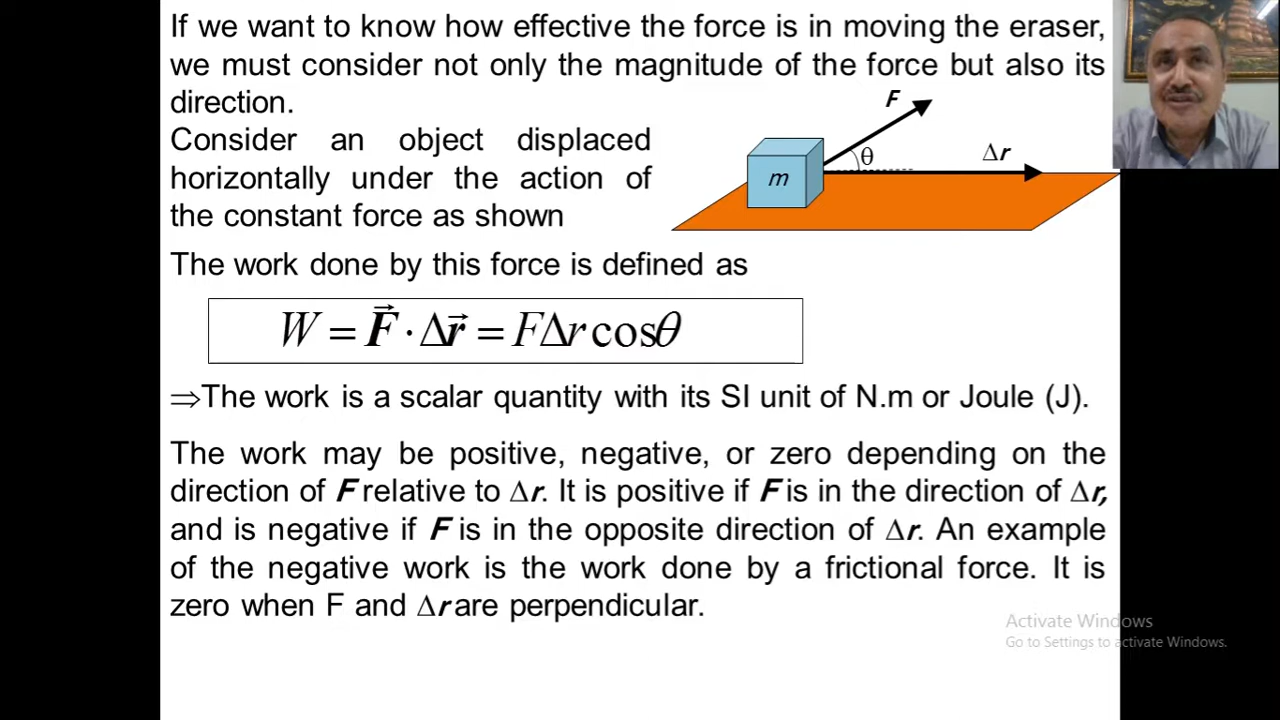 If we want to know how effective the force is in moving the eraser,
we must consider not only the magnitude of the force but also its
direction.
Consider an object displaced
horizontally under the action of
the constant force as shown
F
θ
Δr
m
The work done by this force is defined as
W = F⃗ · Δr⃗ = FΔr cosθ
⇒The work is a scalar quantity with its SI unit of N.m or Joule (J).
The work may be positive, negative, or zero depending on the
direction of F relative to Δr. It is positive if F is in the direction of Δr,
and is negative if F is in the opposite direction of Δr. An example
of the negative work is the work done by a frictional force. It is
zero when F and Δr are perpendicular.
Activate Windows
Go to Settings to activate Windows.